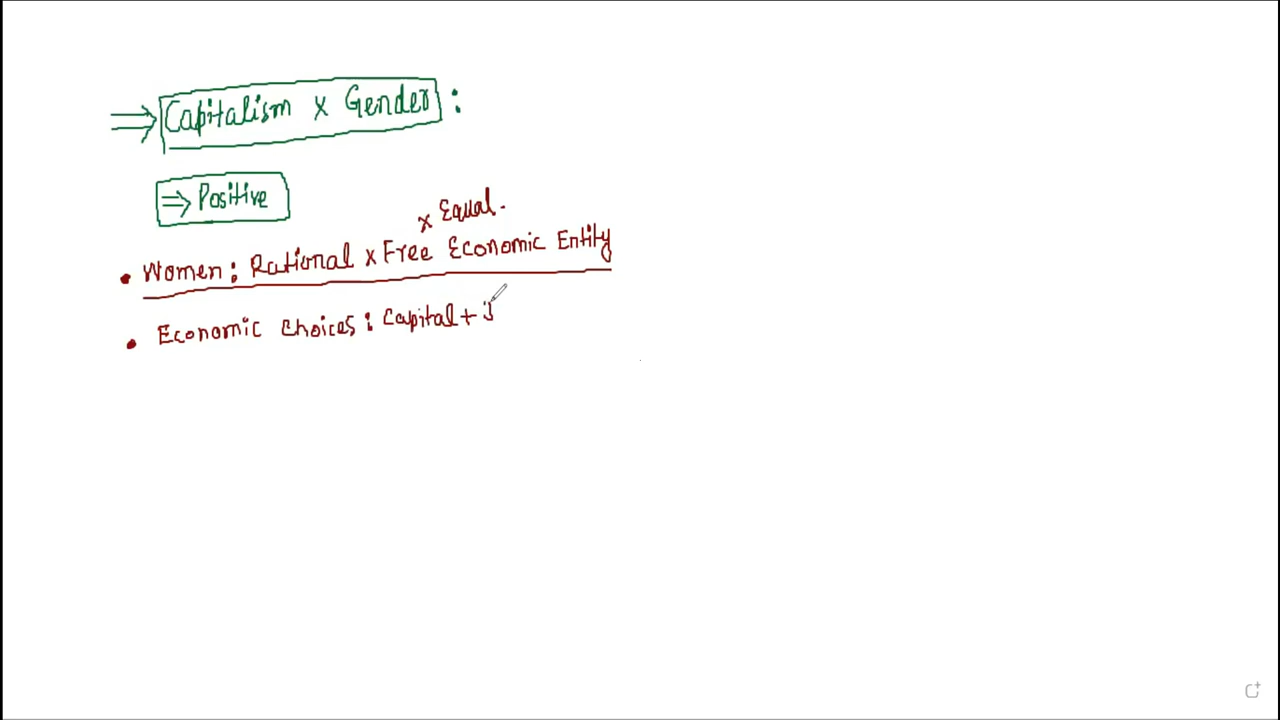 ⇒ Capitalism x Gender :
⇒ Positive
x Equal.
• Women : Rational x Free Economic Entity
• Economic Choices : Capital +